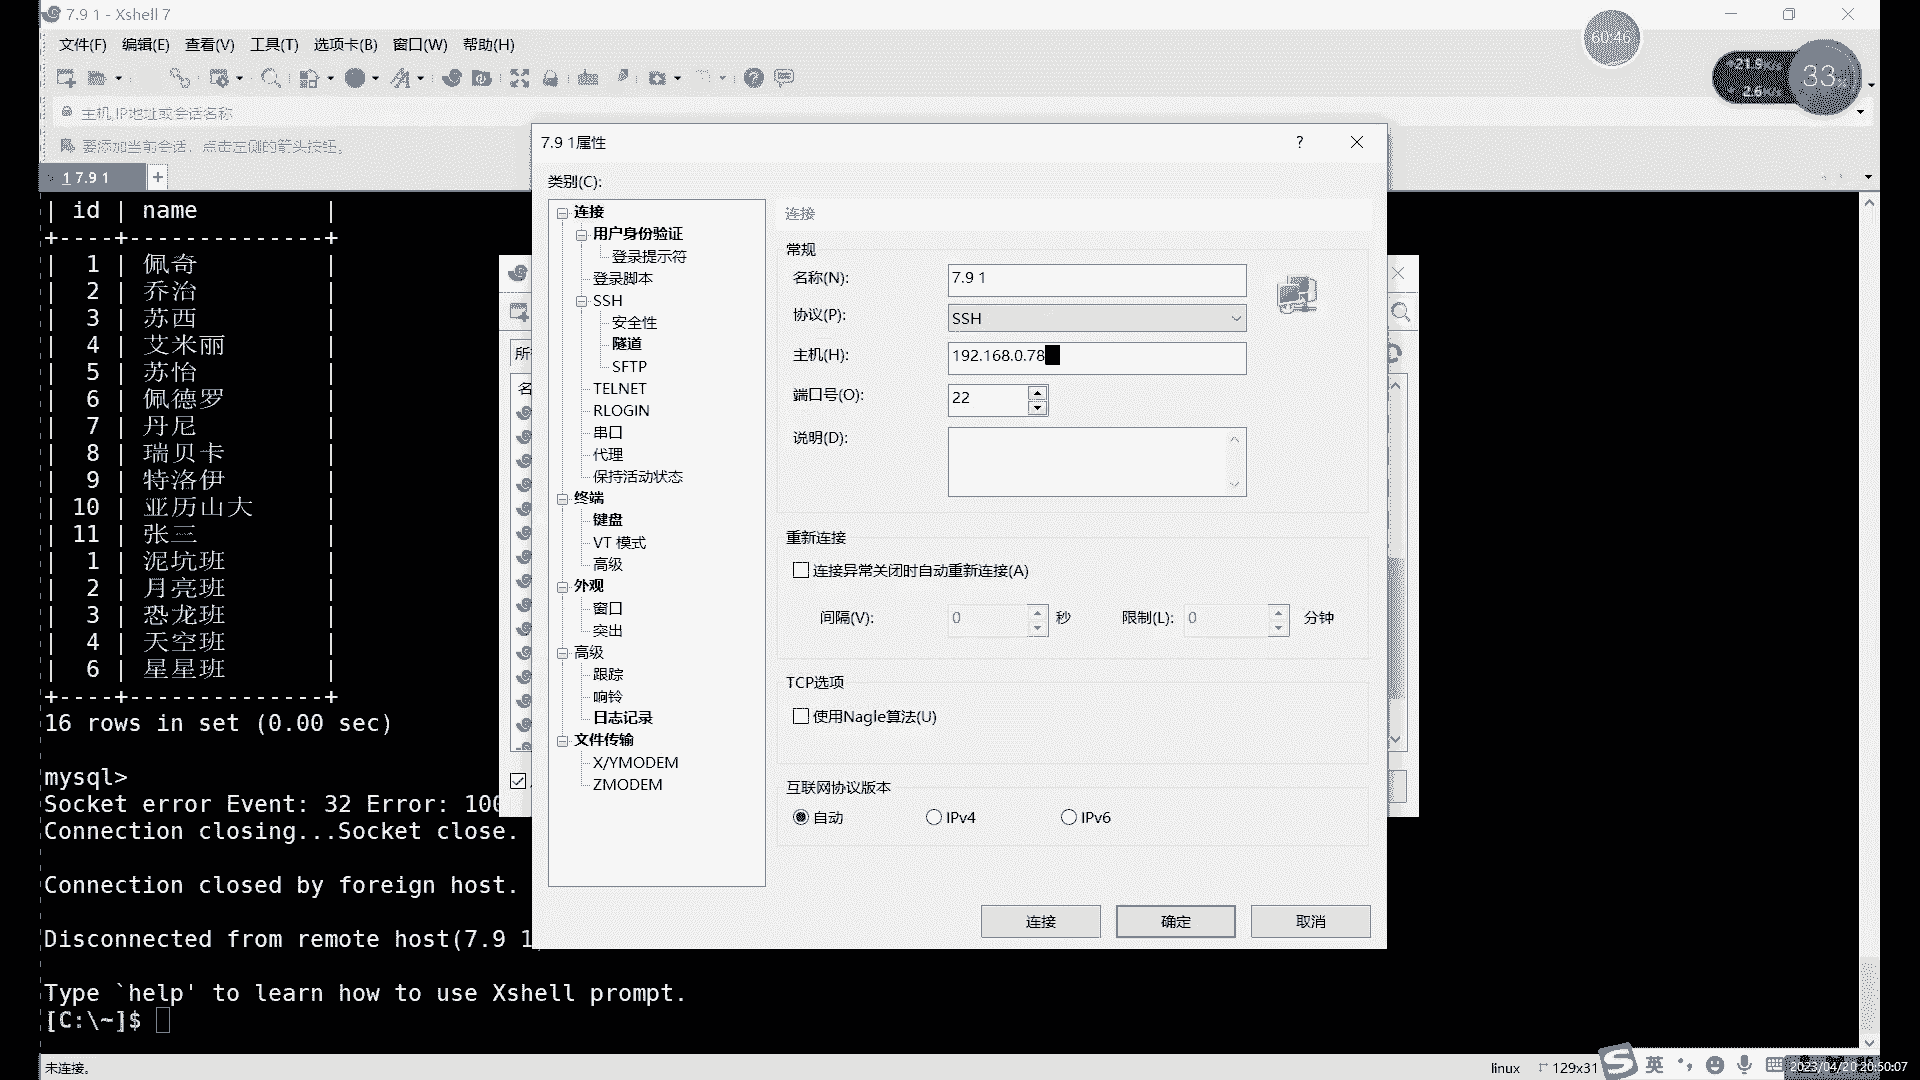 7.9 1 - Xshell 7
60:46
文件(F) 编辑(E) 查看(V) 工具(T) 选项卡(B) 窗口(W) 帮助(H)
21.9K/s
2.6K/s
33%
主机,IP地址或会话名称
要添加当前会话，点击左侧的箭头按钮。
1 7.9 1 +
| id | name |
+----+--------------+
| 1 | 佩奇 |
| 2 | 乔治 |
| 3 | 苏西 |
| 4 | 艾米丽 |
| 5 | 苏怡 |
| 6 | 佩德罗 |
| 7 | 丹尼 |
| 8 | 瑞贝卡 |
| 9 | 特洛伊 |
| 10 | 亚历山大 |
| 11 | 张三 |
| 1 | 泥坑班 |
| 2 | 月亮班 |
| 3 | 恐龙班 |
| 4 | 天空班 |
| 6 | 星星班 |
+----+--------------+
16 rows in set (0.00 sec)
mysql>
Socket error Event: 32 Error: 100
Connection closing...Socket close.
Connection closed by foreign host.
Disconnected from remote host(7.9 1
Type `help' to learn how to use Xshell prompt.
[C:\~]$
所
名
7.9 1属性
类别(C):
连接
用户身份验证
登录提示符
登录脚本
SSH
安全性
隧道
SFTP
TELNET
RLOGIN
串口
代理
保持活动状态
终端
键盘
VT 模式
高级
外观
窗口
突出
高级
跟踪
响铃
日志记录
文件传输
X/YMODEM
ZMODEM
连接
常规
名称(N): 7.9 1
协议(P): SSH
主机(H): 192.168.0.78
端口号(O): 22
说明(D):
重新连接
连接异常关闭时自动重新连接(A)
间隔(V): 0 秒 限制(L): 0 分钟
TCP选项
使用Nagle算法(U)
互联网协议版本
自动 IPv4 IPv6
连接 确定 取消
未连接。
linux 129x31
英
2023/04/20 20:50:07